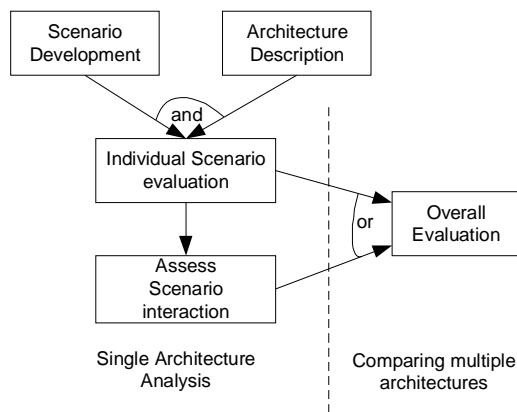 Scenario
Development
Architecture
Description
and
Individual Scenario
evaluation
or
Overall
Evaluation
Assess
Scenario
interaction
Single Architecture
Analysis
Comparing multiple
architectures